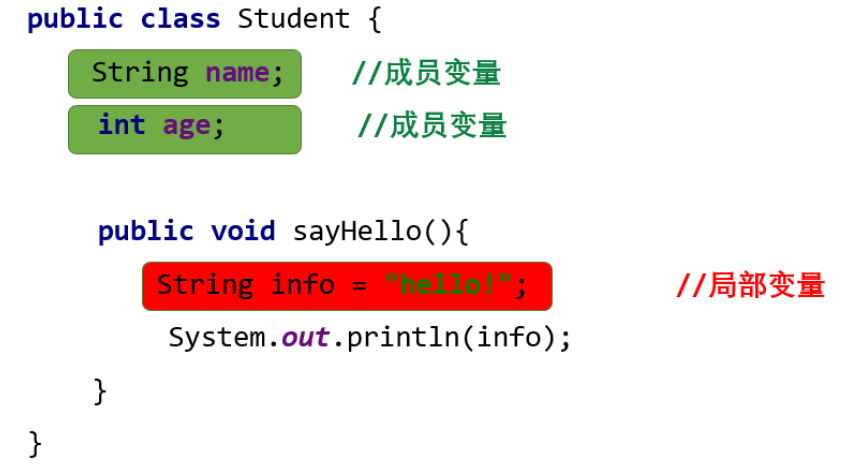 public class Student {
String name; //成员变量
int age; //成员变量
public void sayHello(){
String info = "hello!"; //局部变量
System.out.println(info);
}
}